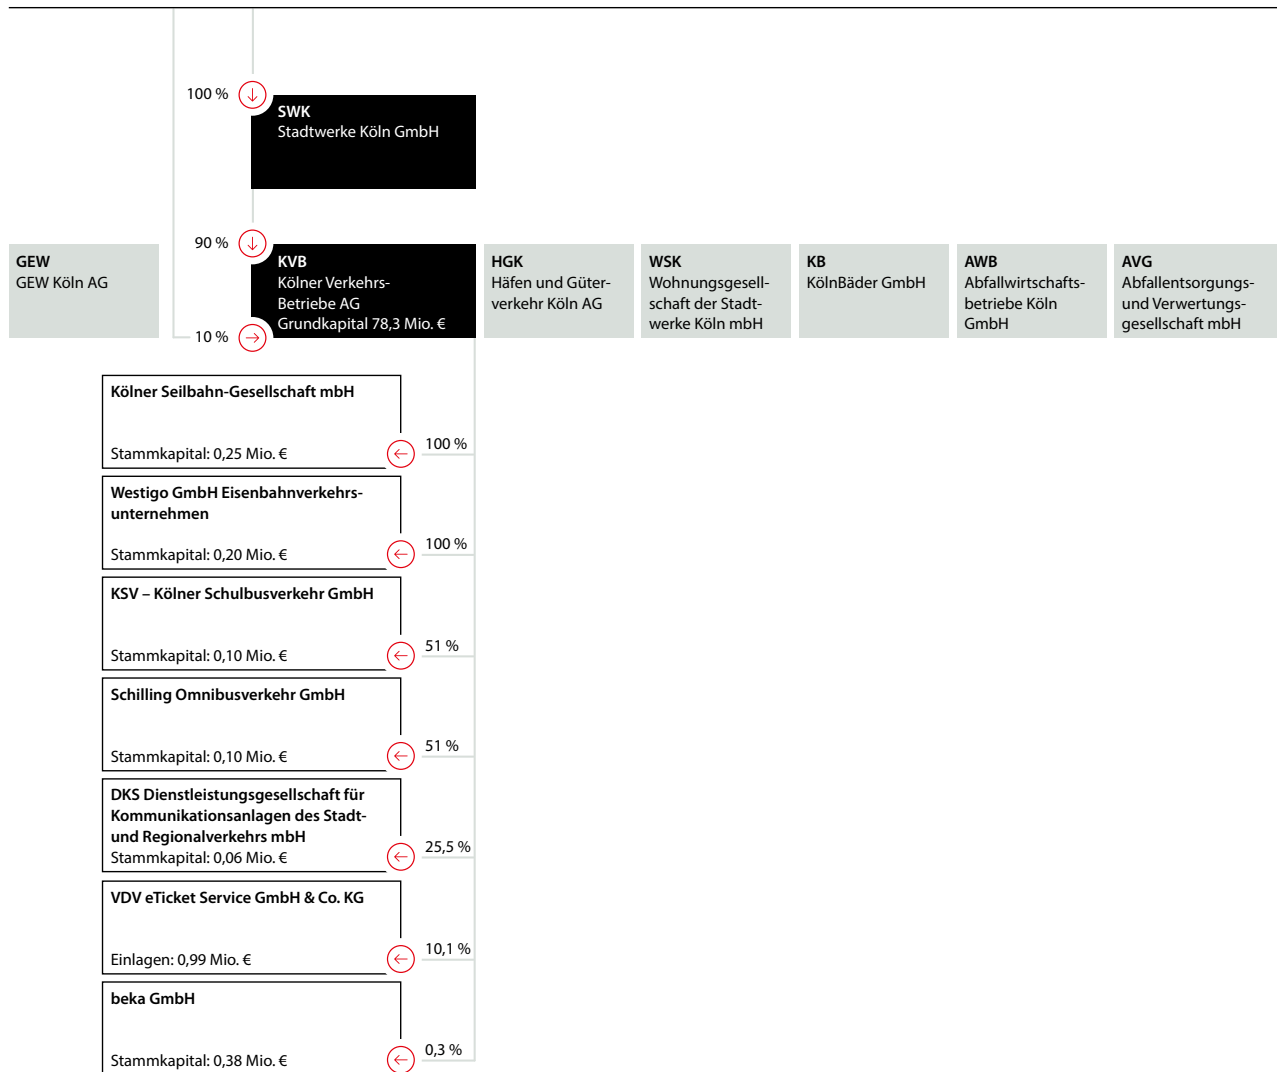 100 %
SWK
Stadtwerke Köln GmbH
90 %
GEW
GEW Köln AG
KVB
Kölner Verkehrs-
Betriebe AG
Grundkapital 78,3 Mio. €
HGK
Häfen und Güter-
verkehr Köln AG
WSK
Wohnungsgesell-
schaft der Stadt-
werke Köln mbH
KB
KölnBäder GmbH
AWB
Abfallwirtschafts-
betriebe Köln
GmbH
AVG
Abfallentsorgungs-
und Verwertungs-
gesellschaft mbH
10 %
Kölner Seilbahn-Gesellschaft mbH
Stammkapital: 0,25 Mio. €
100 %
Westigo GmbH Eisenbahnverkehrs-
unternehmen
Stammkapital: 0,20 Mio. €
100 %
KSV – Kölner Schulbusverkehr GmbH
Stammkapital: 0,10 Mio. €
51 %
Schilling Omnibusverkehr GmbH
Stammkapital: 0,10 Mio. €
51 %
DKS Dienstleistungsgesellschaft für
Kommunikationsanlagen des Stadt-
und Regionalverkehrs mbH
Stammkapital: 0,06 Mio. €
25,5 %
VDV eTicket Service GmbH & Co. KG
Einlagen: 0,99 Mio. €
10,1 %
beka GmbH
Stammkapital: 0,38 Mio. €
0,3 %